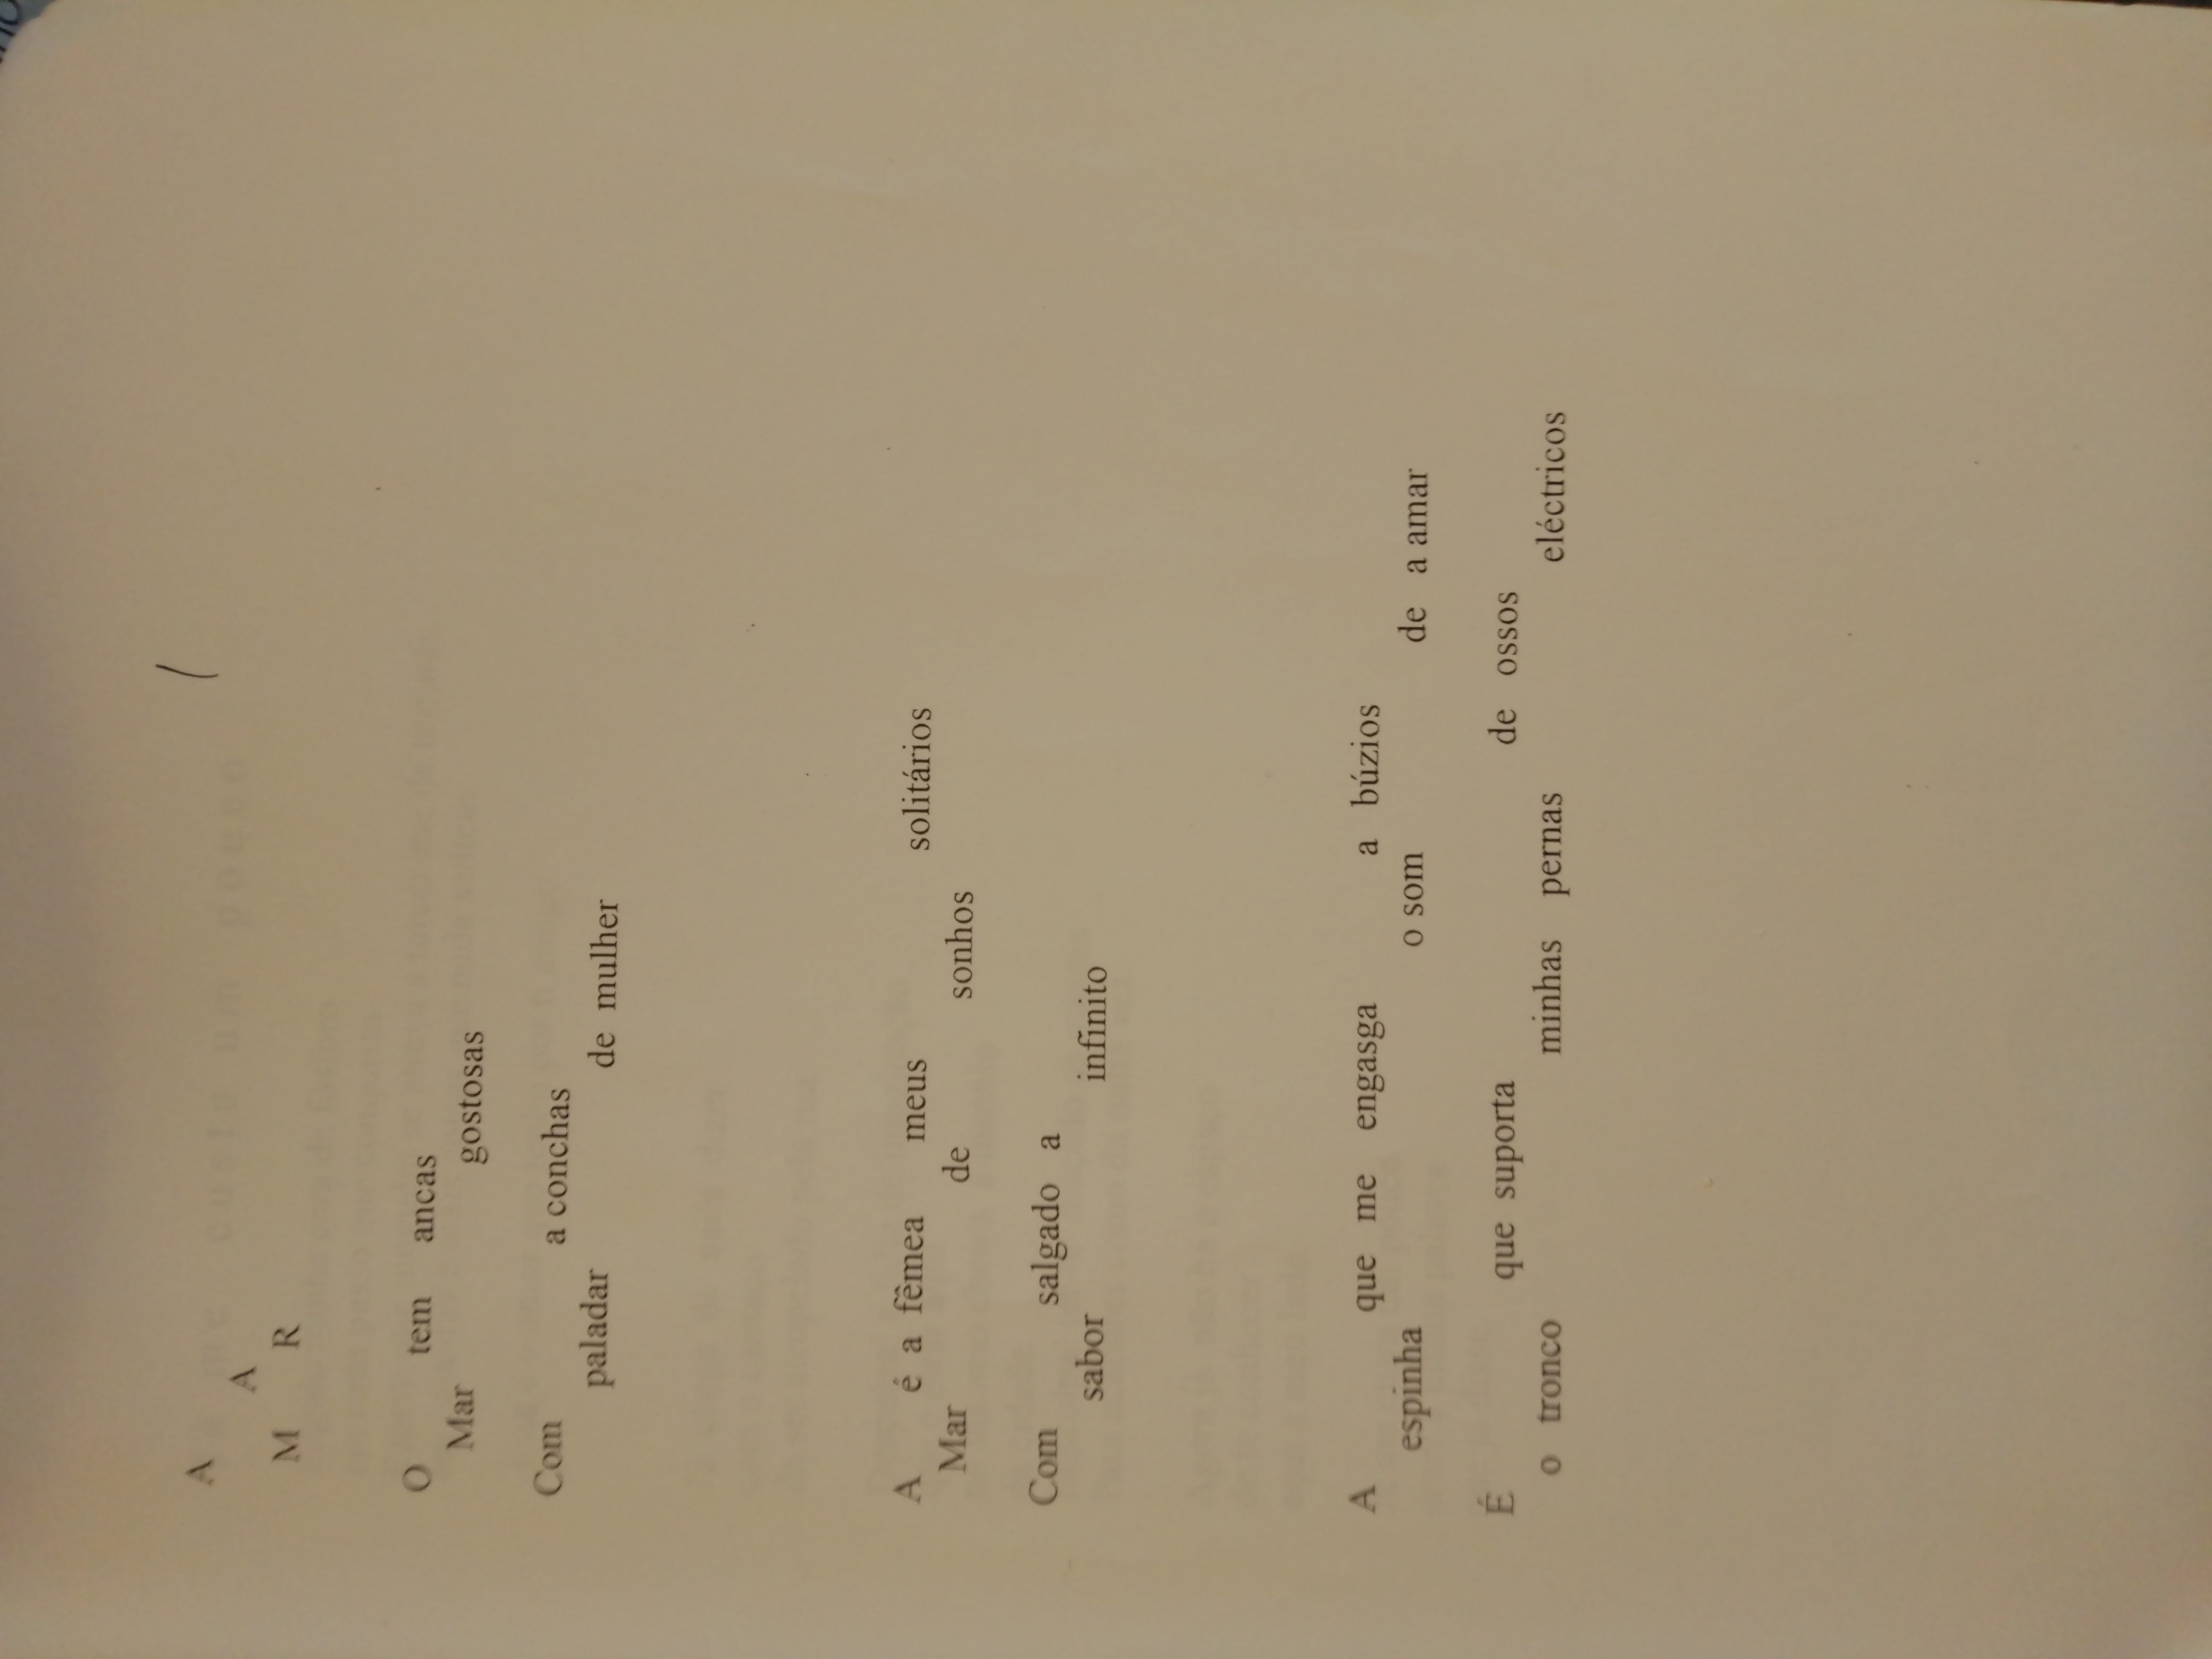 A
A
M R
O tem ancas
Mar gostosas
Com a conchas
paladar de mulher
A é a fêmea meus solitários
Mar de sonhos
Com salgado a
sabor infinito
A que me engasga a búzios
espinha o som de a amar
É que suporta de ossos
o tronco minhas pernas eléctricos